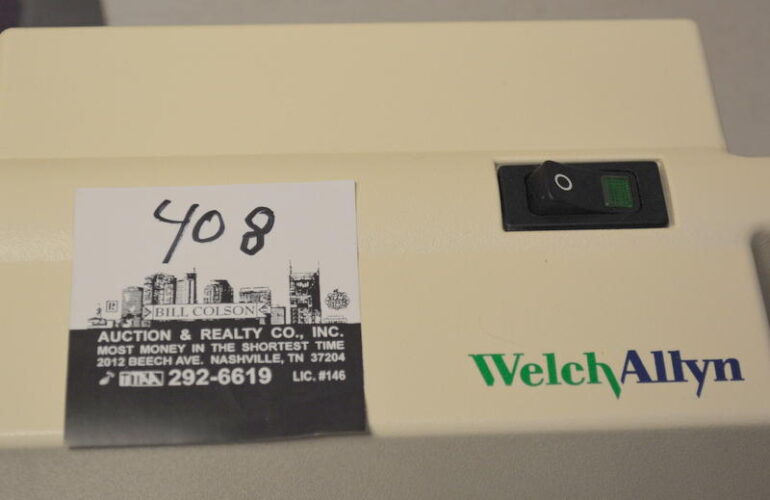 408
BILL COLSON
AUCTION & REALTY CO., INC.
MOST MONEY IN THE SHORTEST TIME
2012 BEECH AVE. NASHVILLE, TN 37204
292-6619 LIC. #146
WelchAllyn